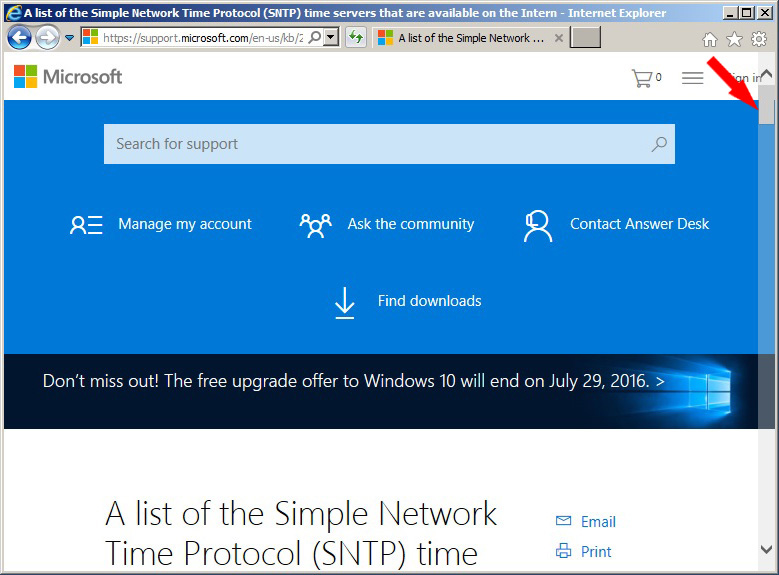 A list of the Simple Network Time Protocol (SNTP) time servers that are available on the Intern - Internet Explorer
https://support.microsoft.com/en-us/kb/2
A list of the Simple Network ...
Microsoft
0
Sign in
Search for support
Manage my account
Ask the community
Contact Answer Desk
Find downloads
Don't miss out! The free upgrade offer to Windows 10 will end on July 29, 2016. >
A list of the Simple Network
Time Protocol (SNTP) time
Email
Print